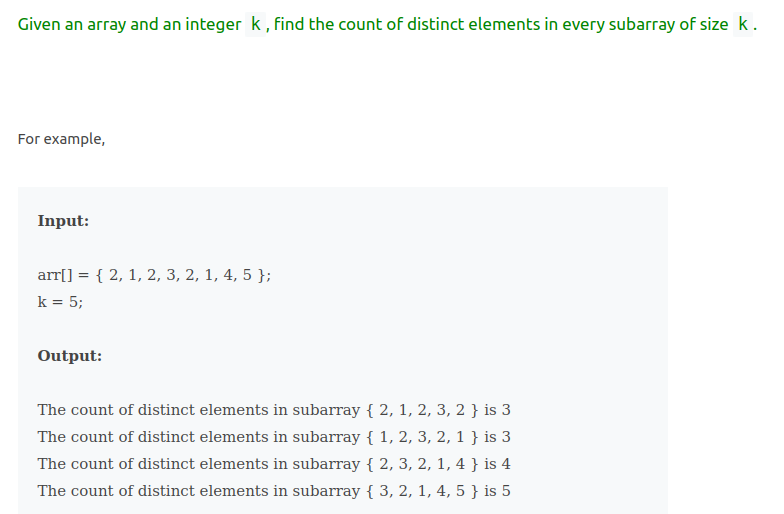 Given an array and an integer k, find the count of distinct elements in every subarray of size k.
For example,
Input:
arr[] = { 2, 1, 2, 3, 2, 1, 4, 5 };
k = 5;
Output:
The count of distinct elements in subarray { 2, 1, 2, 3, 2 } is 3
The count of distinct elements in subarray { 1, 2, 3, 2, 1 } is 3
The count of distinct elements in subarray { 2, 3, 2, 1, 4 } is 4
The count of distinct elements in subarray { 3, 2, 1, 4, 5 } is 5